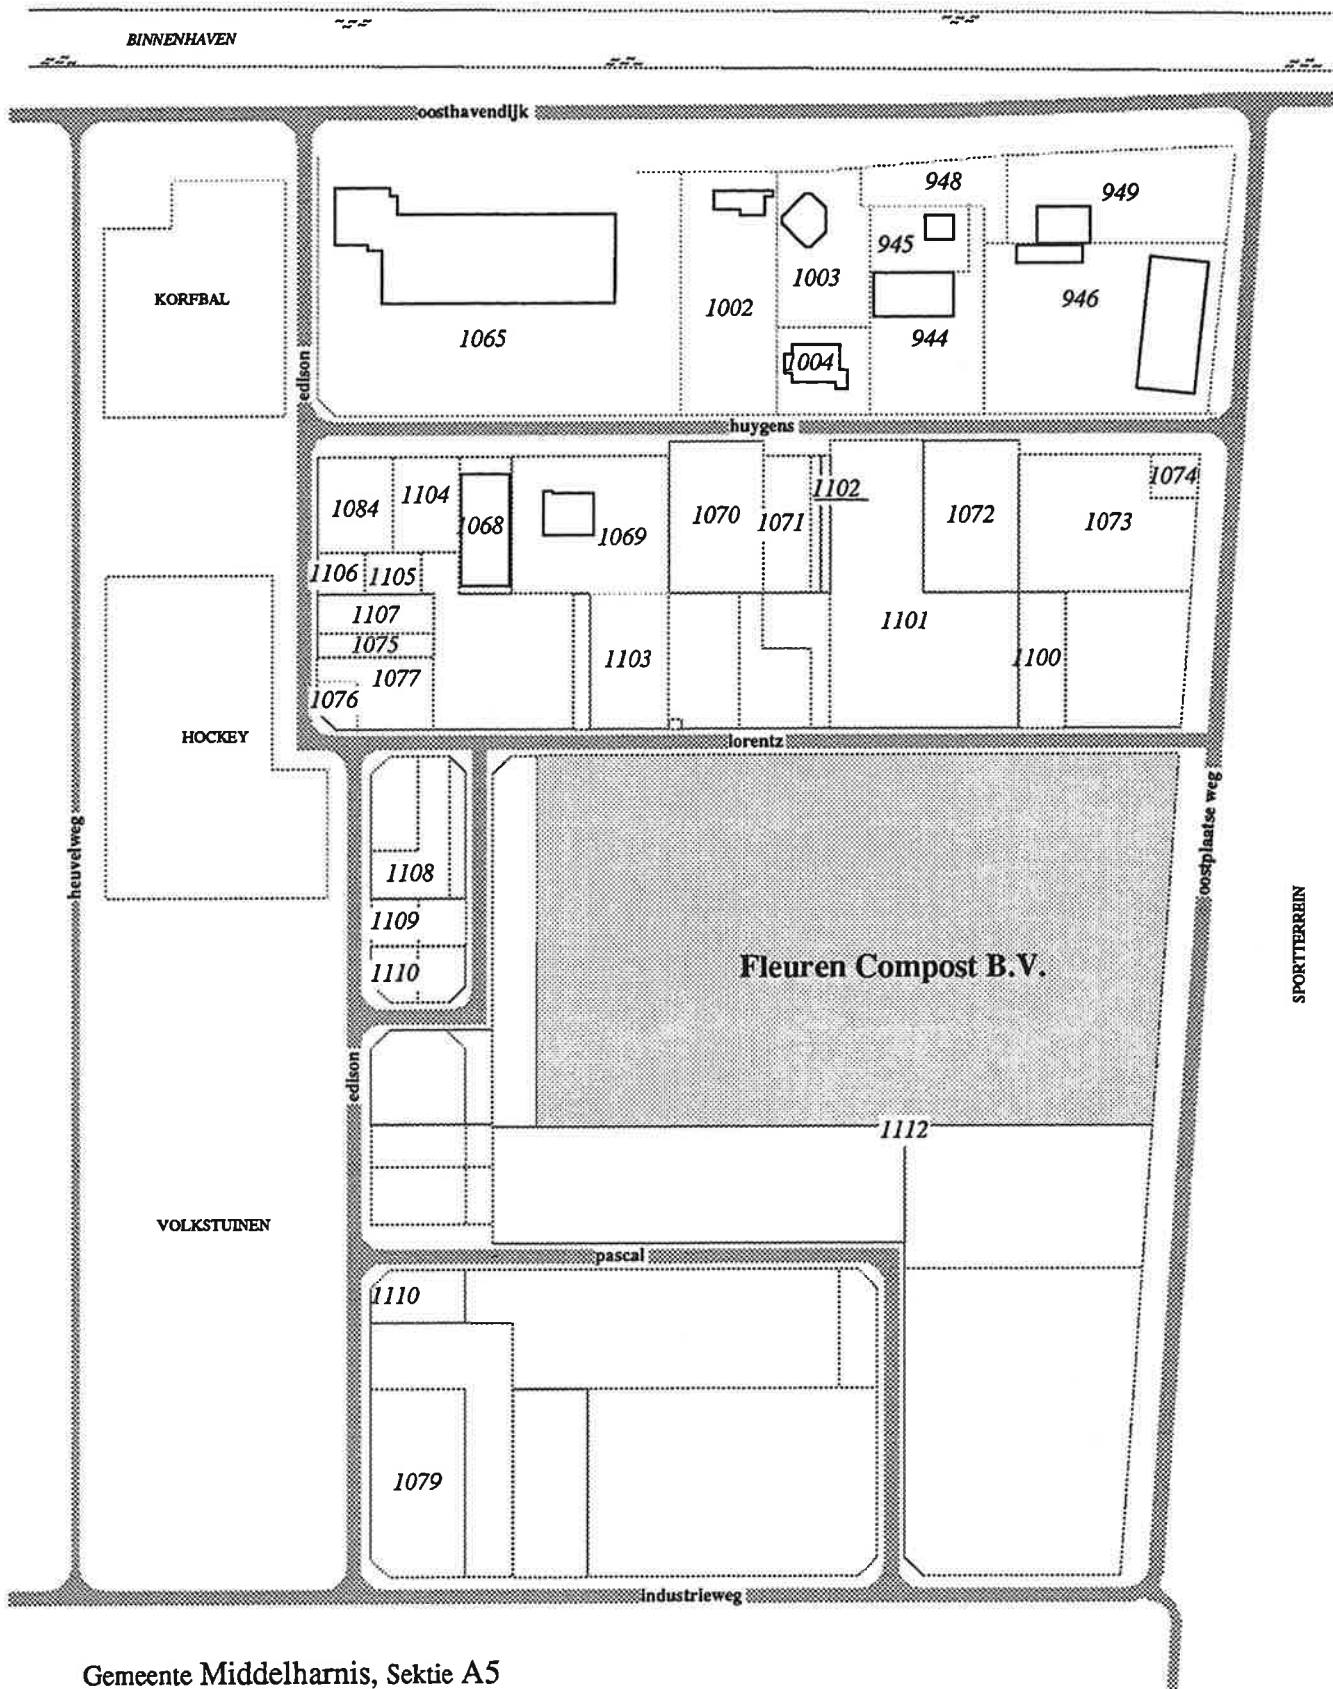 BINNENHAVEN
oosthavendijk
948
949
945
KORFBAL
1003
1002
946
1065
944
edison
1004
huygens
1084
1104
1068
1069
1070
1071
1102
1072
1073
1074
1106
1105
1107
1101
1075
1103
1100
1077
1076
HOCKEY
lorentz
heuvelweg
oostplaatse weg
1108
1109
SPORTTERREIN
Fleuren Compost B.V.
1110
edison
1112
VOLKSTUINEN
pascal
1110
1079
industrieweg
Gemeente Middelharnis, Sektie A5